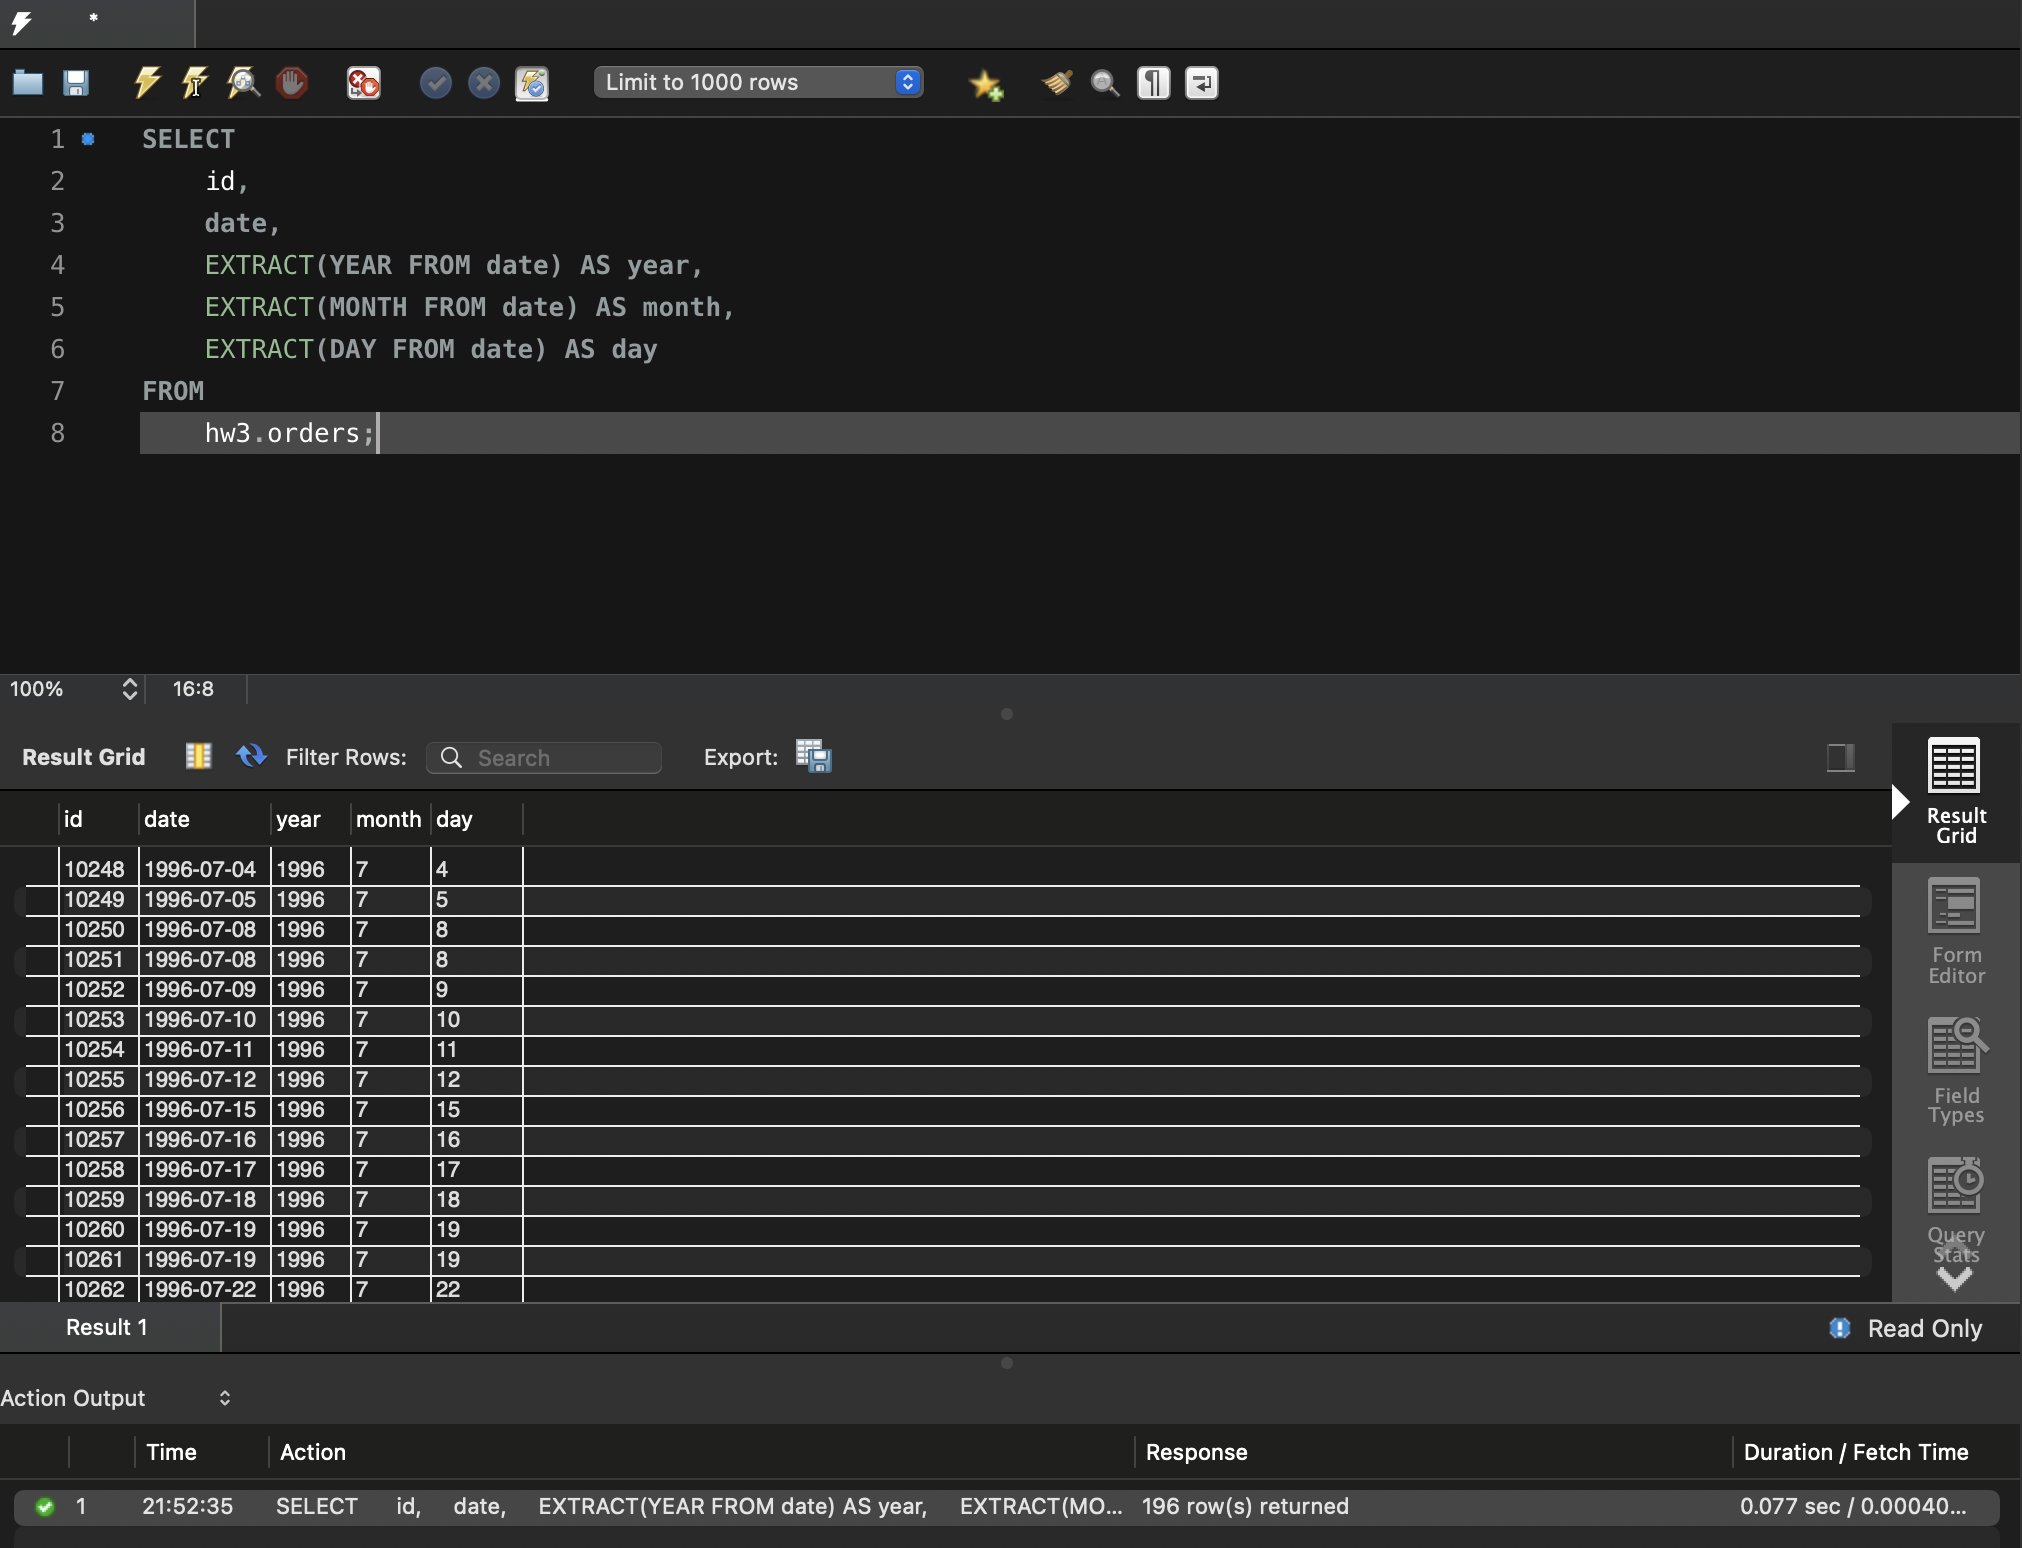 *
Limit to 1000 rows
1 SELECT
2 id,
3 date,
4 EXTRACT(YEAR FROM date) AS year,
5 EXTRACT(MONTH FROM date) AS month,
6 EXTRACT(DAY FROM date) AS day
7 FROM
8 hw3.orders;
100% 16:8
Result Grid Filter Rows: Search Export:
id date year month day
10248 1996-07-04 1996 7 4
10249 1996-07-05 1996 7 5
10250 1996-07-08 1996 7 8
10251 1996-07-08 1996 7 8
10252 1996-07-09 1996 7 9
10253 1996-07-10 1996 7 10
10254 1996-07-11 1996 7 11
10255 1996-07-12 1996 7 12
10256 1996-07-15 1996 7 15
10257 1996-07-16 1996 7 16
10258 1996-07-17 1996 7 17
10259 1996-07-18 1996 7 18
10260 1996-07-19 1996 7 19
10261 1996-07-19 1996 7 19
10262 1996-07-22 1996 7 22
Result
Grid
Form
Editor
Field
Types
Query
Stats
Result 1 Read Only
Action Output
Time Action Response Duration / Fetch Time
1 21:52:35 SELECT id, date, EXTRACT(YEAR FROM date) AS year, EXTRACT(MO... 196 row(s) returned 0.077 sec / 0.00040...